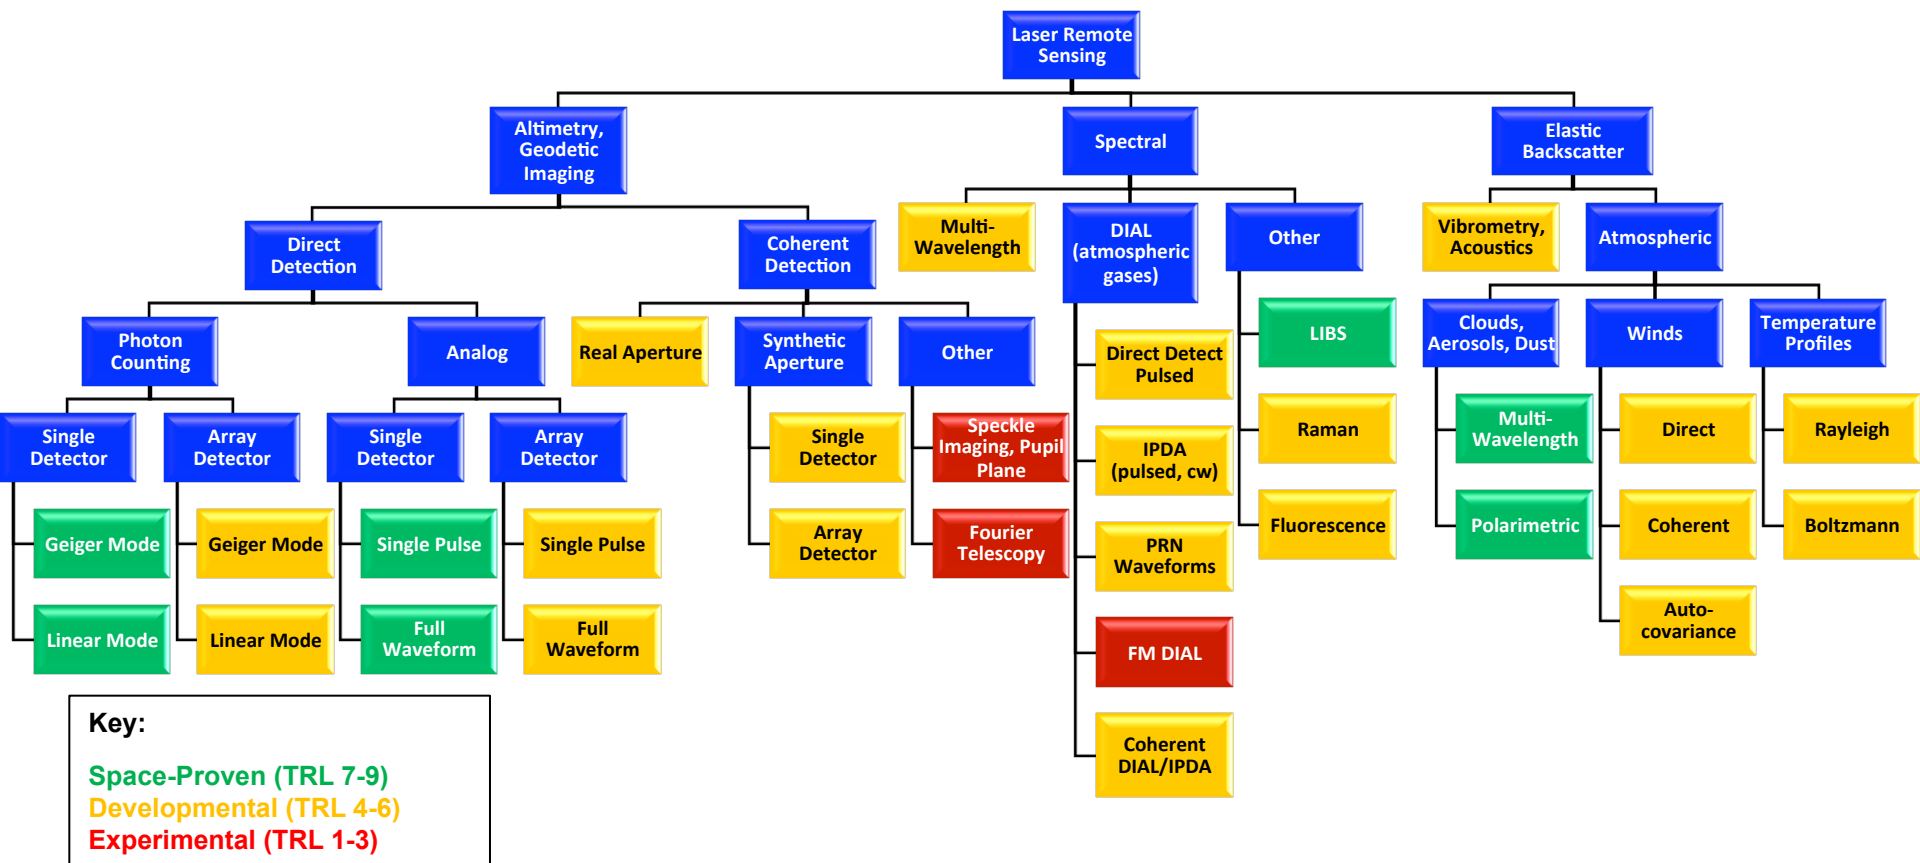 Laser Remote
Sensing
Altimetry,
Geodetic
Imaging
Spectral
Elastic
Backscatter
Direct
Detection
Coherent
Detection
Multi-
Wavelength
DIAL
(atmospheric
gases)
Other
Vibrometry,
Acoustics
Atmospheric
Photon
Counting
Analog
Real Aperture
Synthetic
Aperture
Other
Direct Detect
Pulsed
LIBS
Clouds,
Aerosols, Dust
Winds
Temperature
Profiles
Single
Detector
Array
Detector
Single
Detector
Array
Detector
Single
Detector
Speckle
Imaging, Pupil
Plane
IPDA
(pulsed, cw)
Raman
Multi-
Wavelength
Direct
Rayleigh
Geiger Mode
Geiger Mode
Single Pulse
Single Pulse
Array
Detector
Fourier
Telescopy
PRN
Waveforms
Fluorescence
Polarimetric
Coherent
Boltzmann
Linear Mode
Linear Mode
Full
Waveform
Full
Waveform
FM DIAL
Auto-
covariance
Coherent
DIAL/IPDA
Key:
Space-Proven (TRL 7-9)
Developmental (TRL 4-6)
Experimental (TRL 1-3)